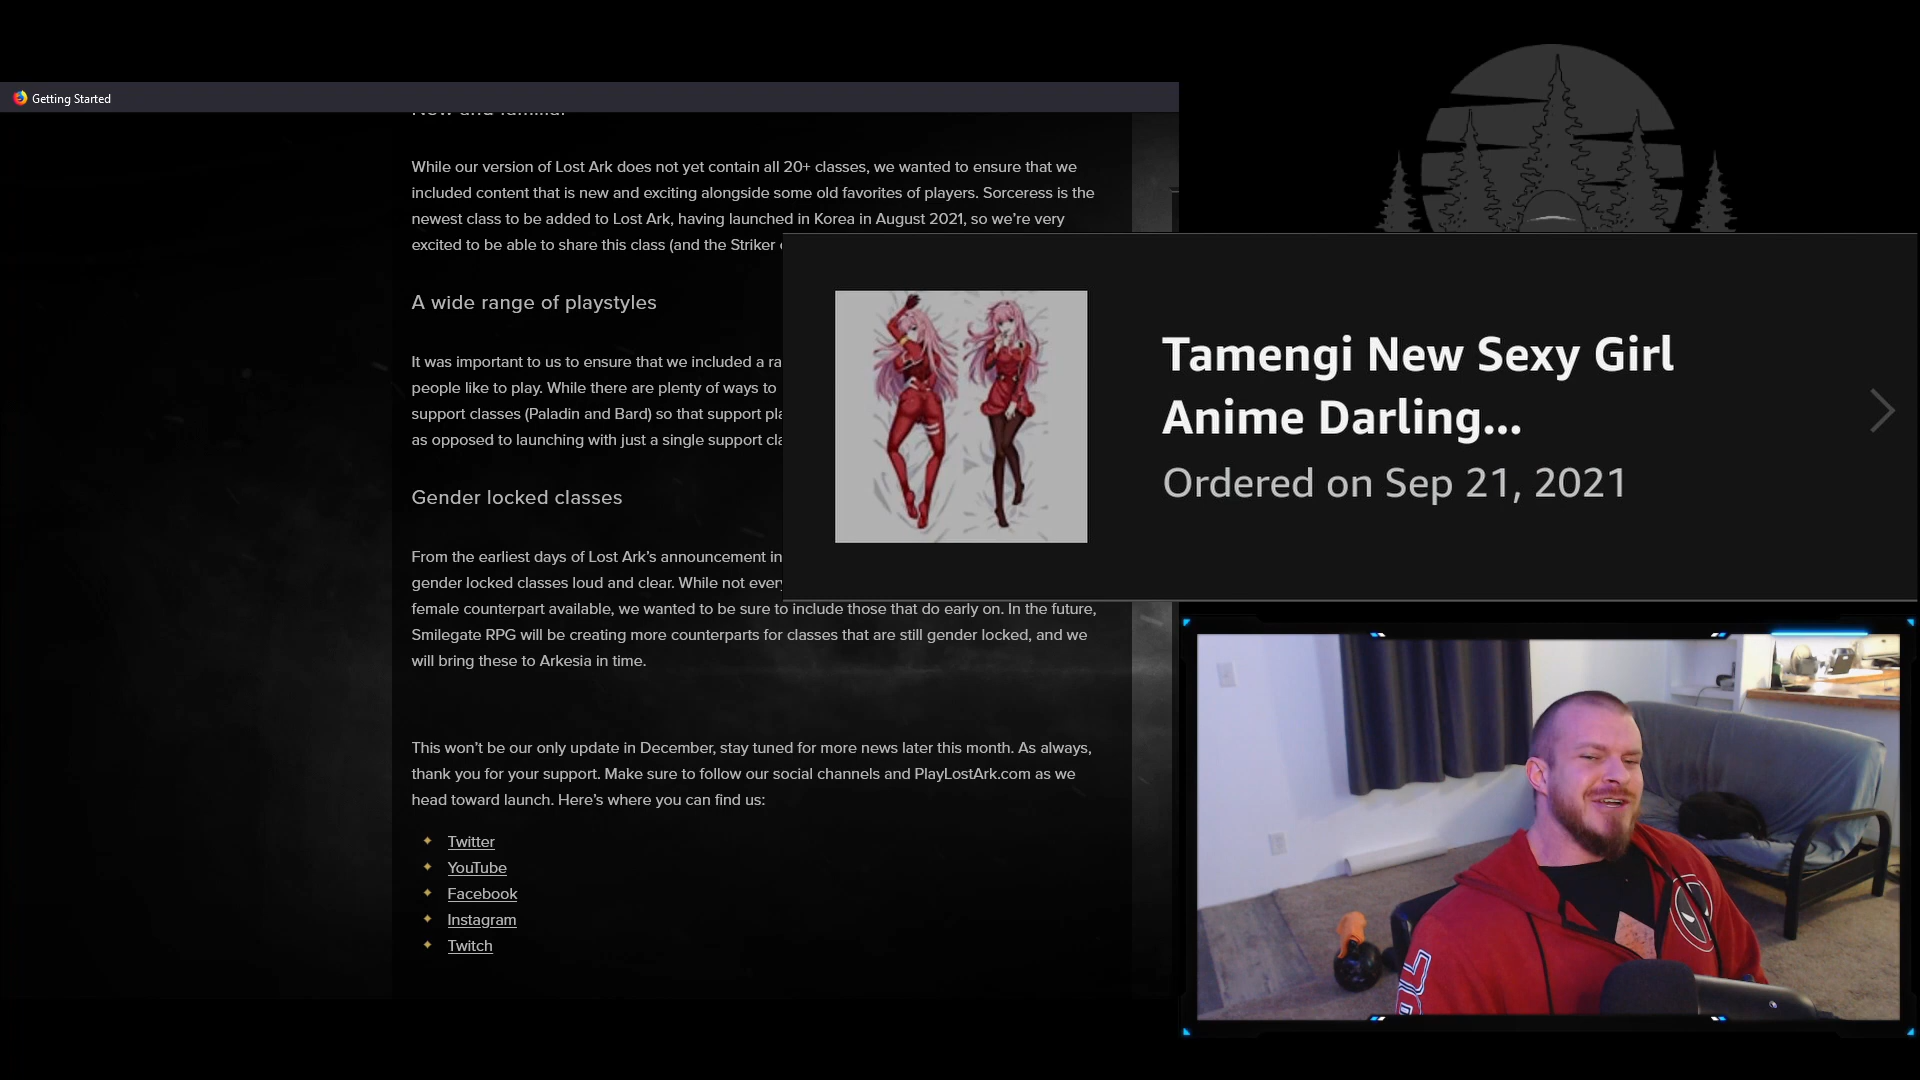 Getting Started
New and familiar
While our version of Lost Ark does not yet contain all 20+ classes, we wanted to ensure that we
included content that is new and exciting alongside some old favorites of players. Sorceress is the
newest class to be added to Lost Ark, having launched in Korea in August 2021, so we're very
excited to be able to share this class (and the Striker
A wide range of playstyles
It was important to us to ensure that we included a ra
people like to play. While there are plenty of ways to
support classes (Paladin and Bard) so that support pla
as opposed to launching with just a single support cla
Gender locked classes
From the earliest days of Lost Ark's announcement in
gender locked classes loud and clear. While not every
female counterpart available, we wanted to be sure to include those that do early on. In the future,
Smilegate RPG will be creating more counterparts for classes that are still gender locked, and we
will bring these to Arkesia in time.
This won't be our only update in December, stay tuned for more news later this month. As always,
thank you for your support. Make sure to follow our social channels and PlayLostArk.com as we
head toward launch. Here's where you can find us:
Twitter
YouTube
Facebook
Instagram
Twitch
Tamengi New Sexy Girl
Anime Darling...
Ordered on Sep 21, 2021